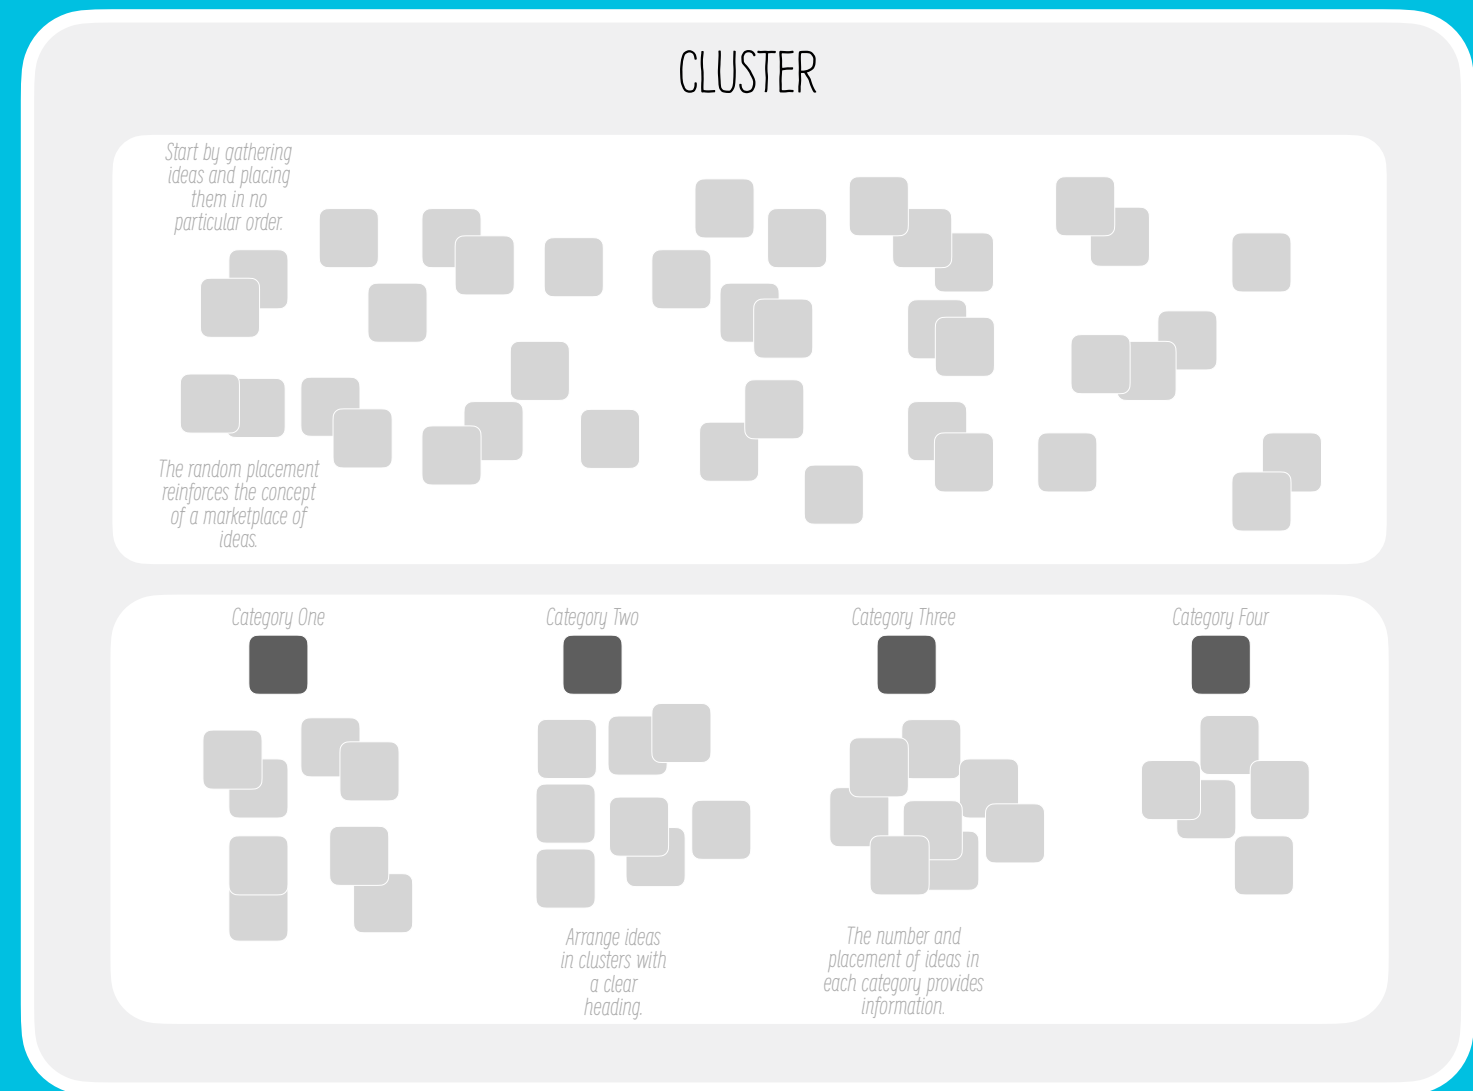 CLUSTER
Start by gathering
ideas and placing
them in no
particular order.
The random placement
reinforces the concept
of a marketplace of
ideas.
Category One
Category Two
Category Three
Category Four
Arrange ideas
in clusters with
a clear
heading.
The number and
placement of ideas in
each category provides
information.